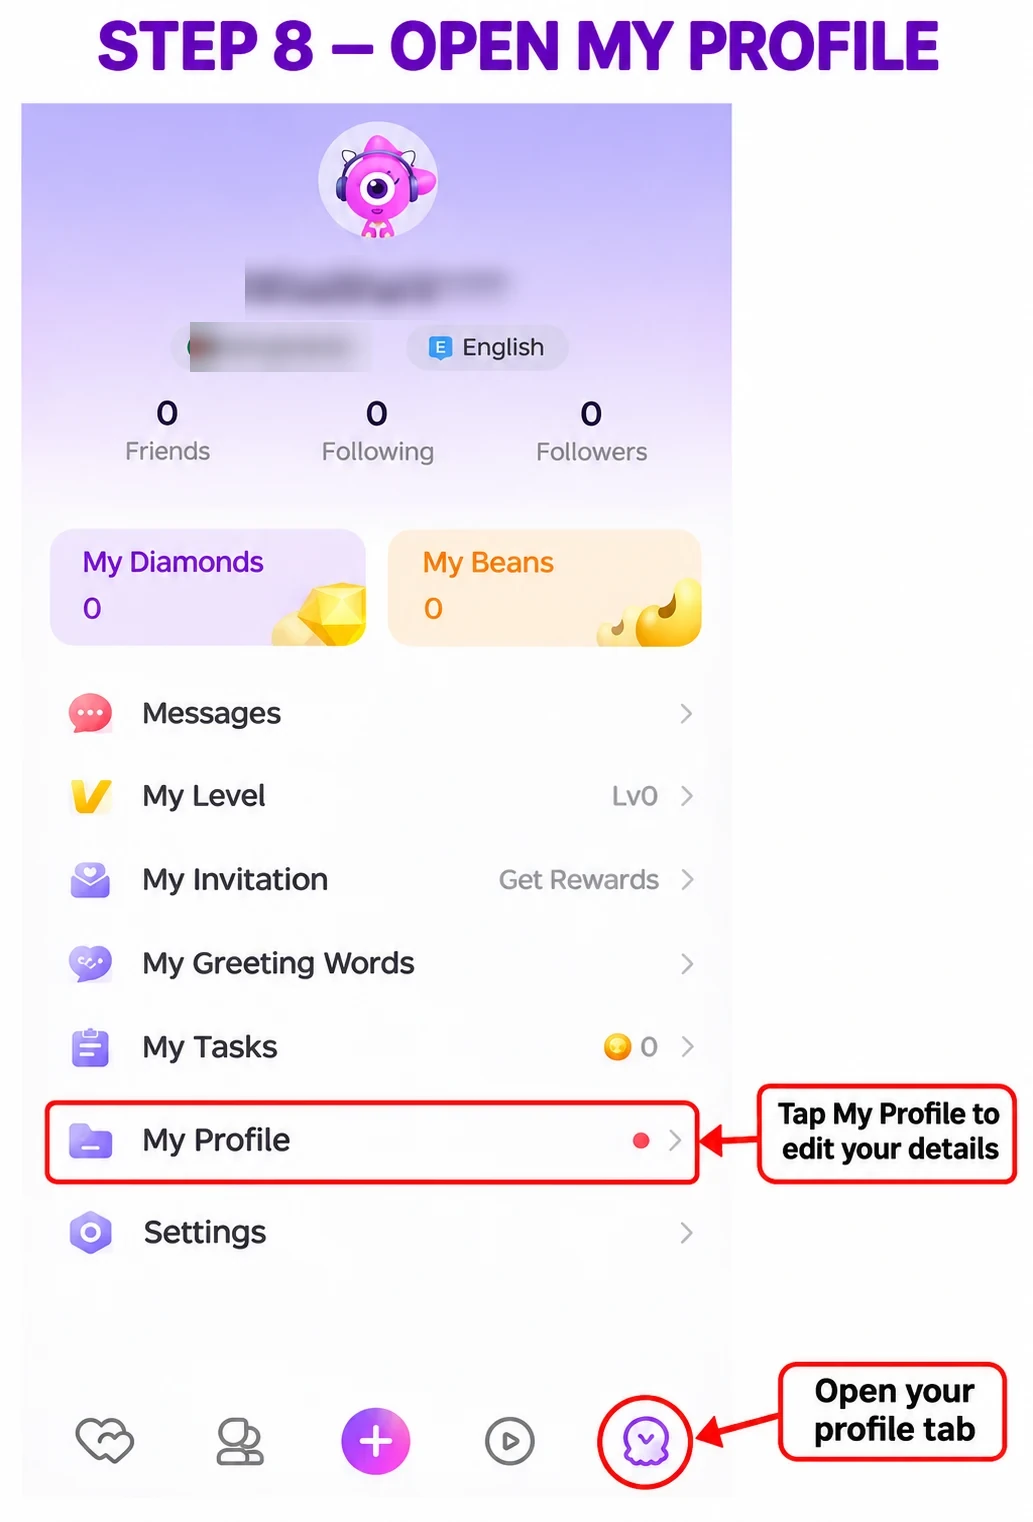 STEP 8 – OPEN MY PROFILE
E English
0 0 0
Friends Following Followers
My Diamonds
0
My Beans
0
Messages
My Level Lv0
My Invitation Get Rewards
My Greeting Words
My Tasks 0
My Profile
Tap My Profile to
edit your details
Settings
Open your
profile tab